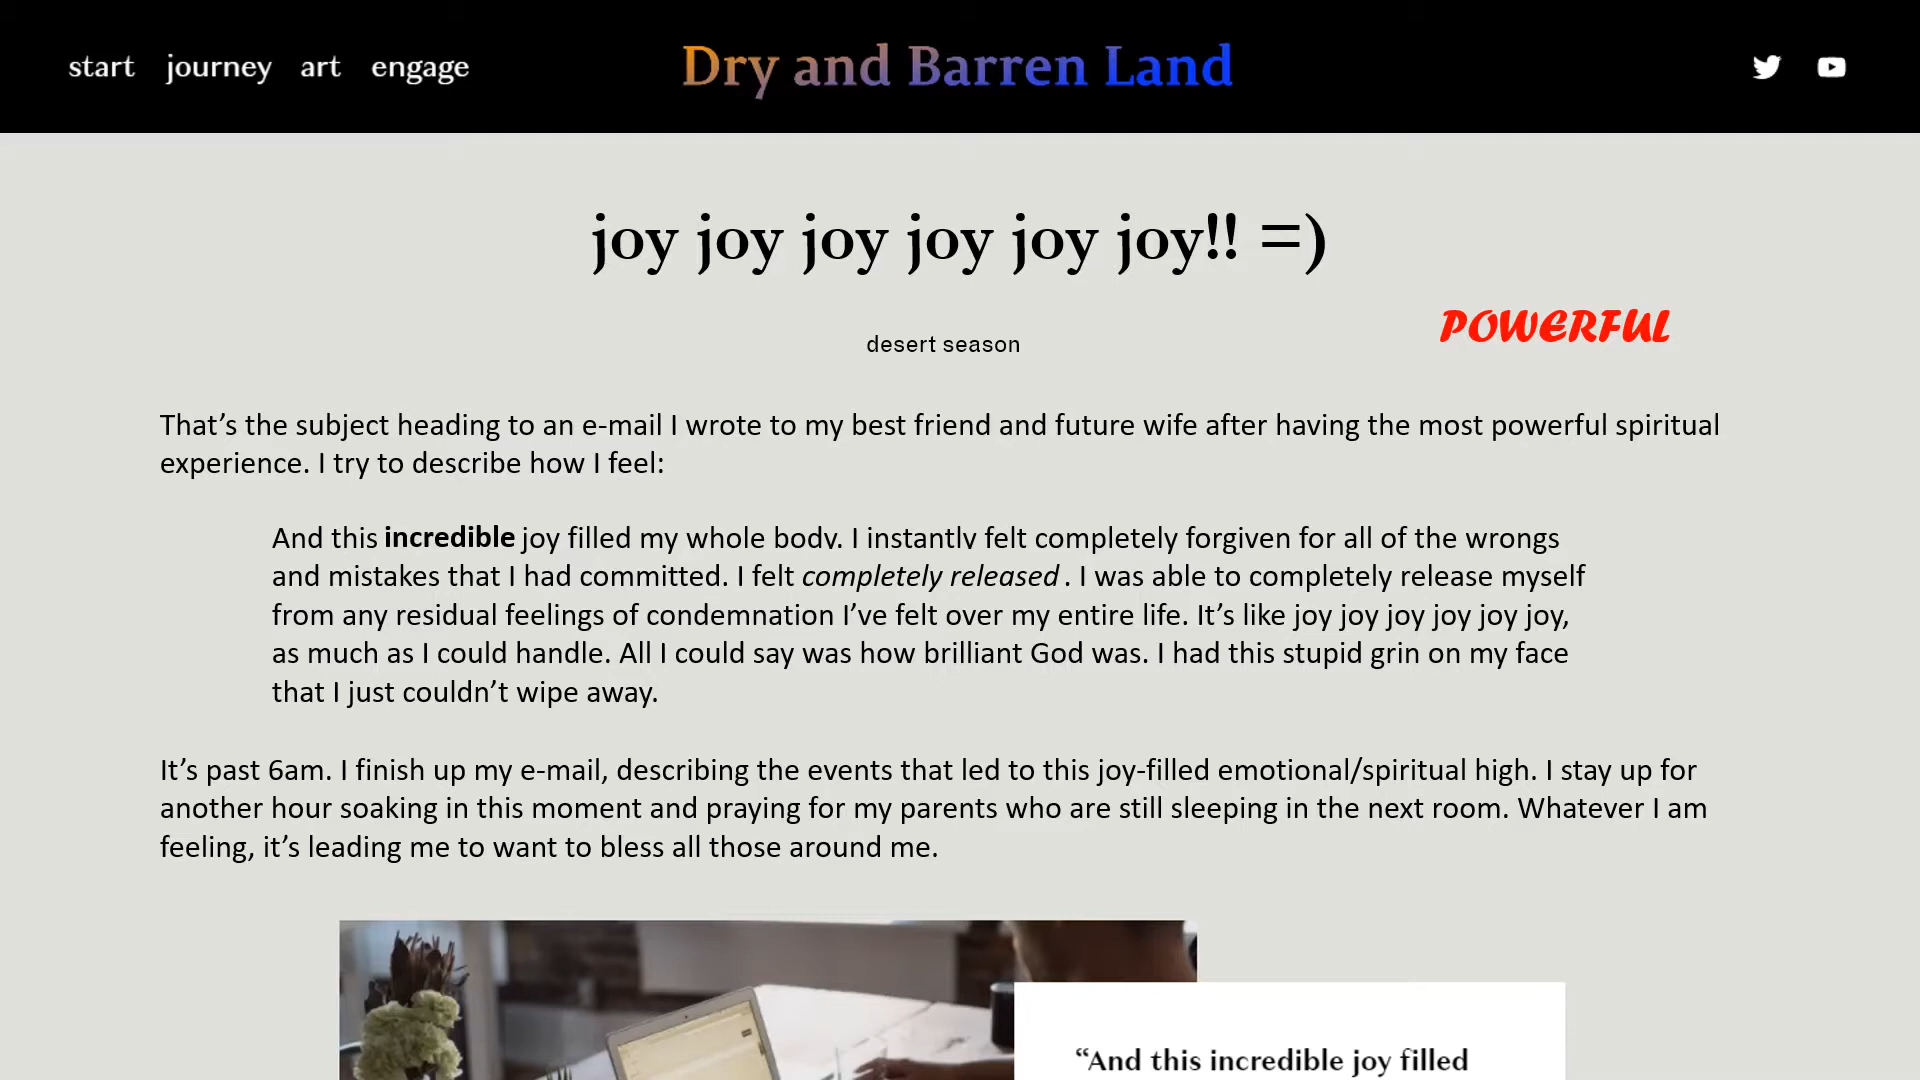 start journey art engage
Dry and Barren Land
joy joy joy joy joy joy!! =)
POWERFUL
desert season
That’s the subject heading to an e-mail I wrote to my best friend and future wife after having the most powerful spiritual
experience. I try to describe how I feel:
And this incredible joy filled my whole body. I instantly felt completely forgiven for all of the wrongs
and mistakes that I had committed. I felt completely released. I was able to completely release myself
from any residual feelings of condemnation I’ve felt over my entire life. It’s like joy joy joy joy joy joy,
as much as I could handle. All I could say was how brilliant God was. I had this stupid grin on my face
that I just couldn’t wipe away.
It’s past 6am. I finish up my e-mail, describing the events that led to this joy-filled emotional/spiritual high. I stay up for
another hour soaking in this moment and praying for my parents who are still sleeping in the next room. Whatever I am
feeling, it’s leading me to want to bless all those around me.
“And this incredible joy filled